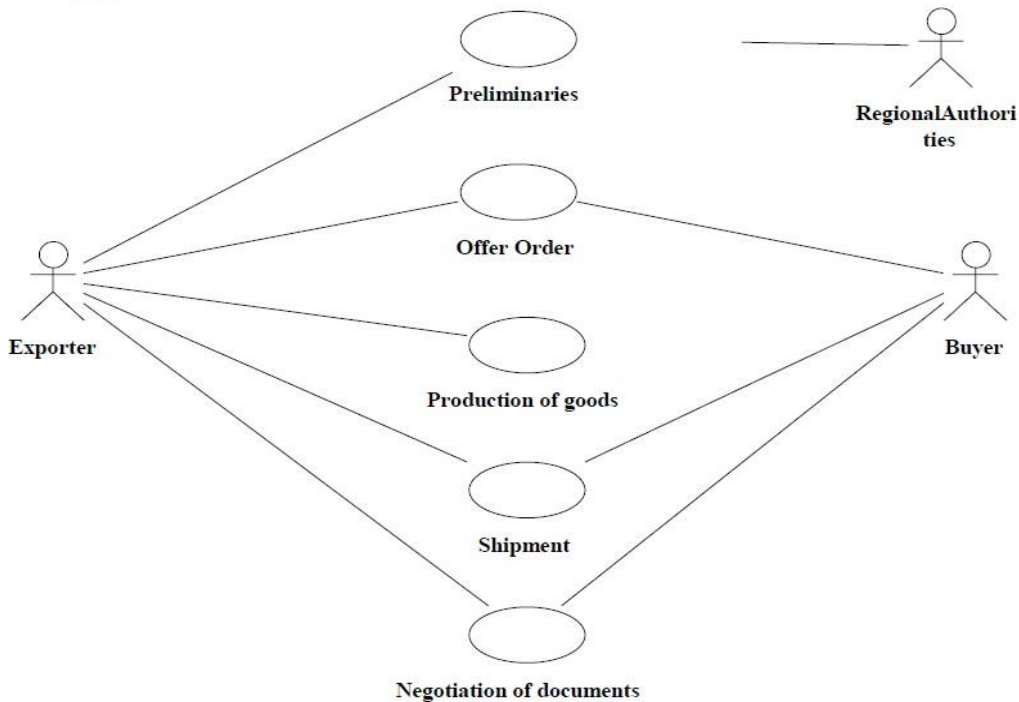 Preliminaries
RegionalAuthori
ties
Offer Order
Exporter
Buyer
Production of goods
Shipment
Negotiation of documents